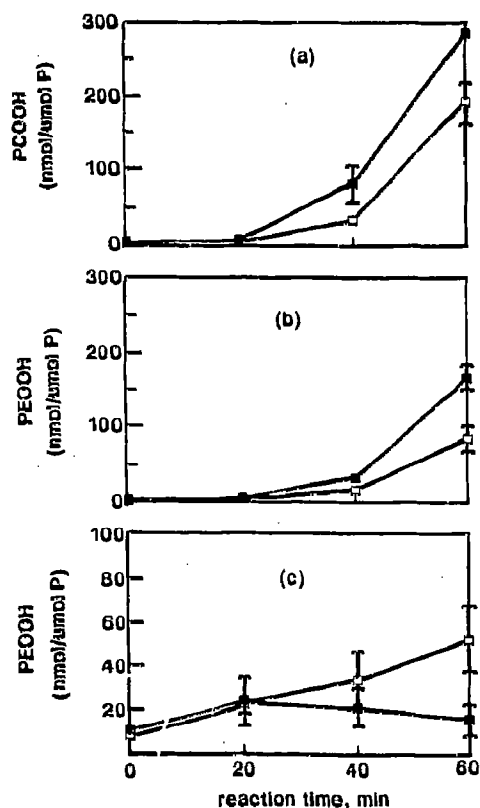 300
(a)
200
PCOOH
(nmol/umol P)
100
0
300
(b)
200
PEOOH
(nmol/umol P)
100
0
100
(c)
80
PEOOH
(nmol/umol P)
60
40
20
0 20 40 60
reaction time, min